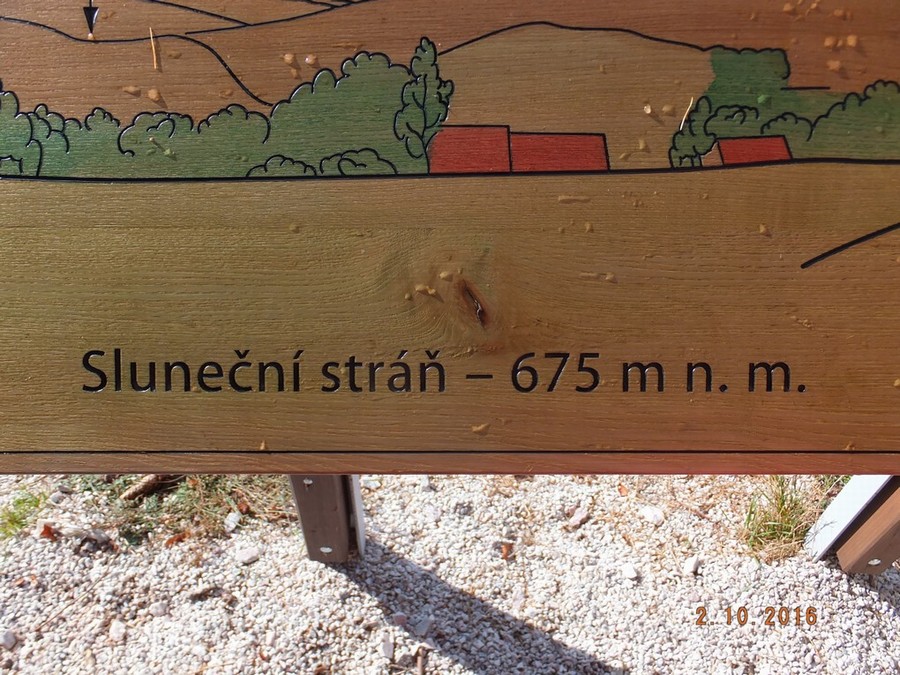 Sluneční stráň – 675 m n. m.
2. 10 2016